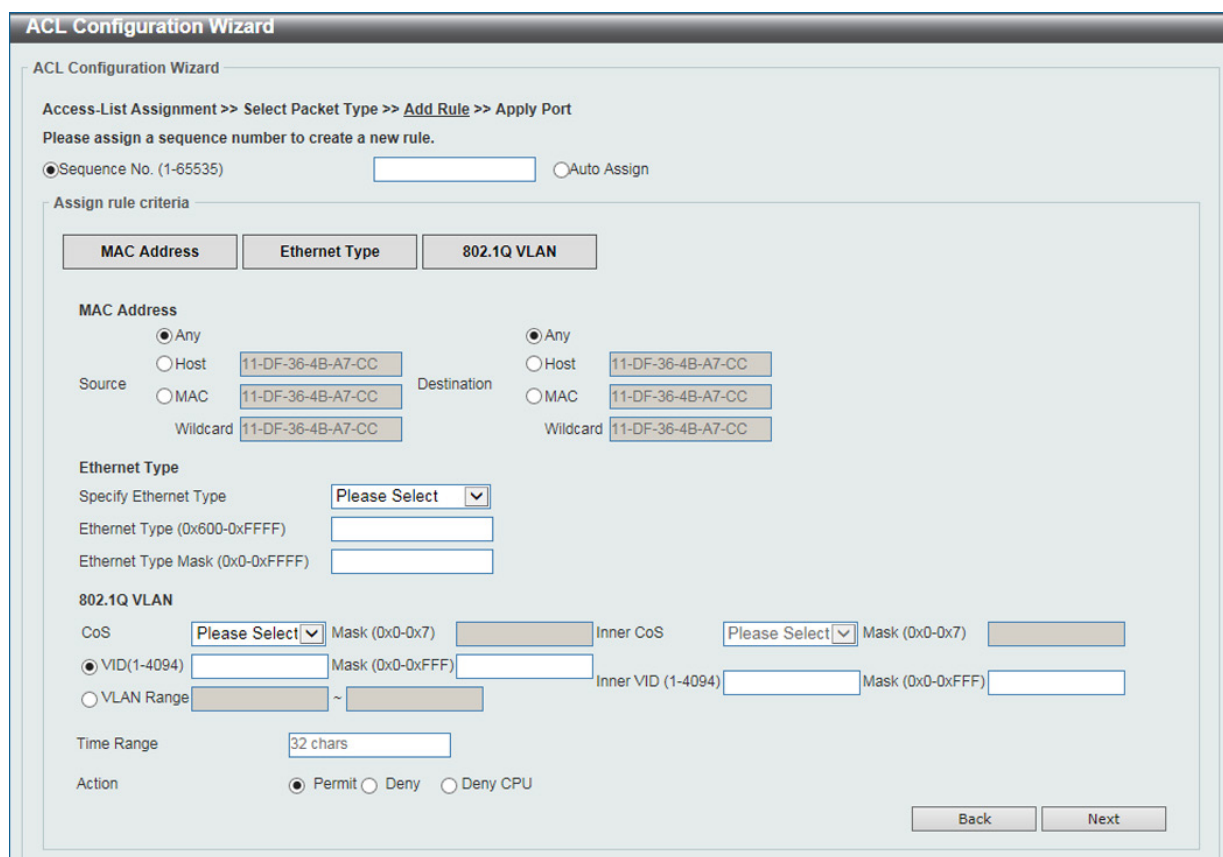 ACL Configuration Wizard
ACL Configuration Wizard
Access-List Assignment >> Select Packet Type >> Add Rule >> Apply Port
Please assign a sequence number to create a new rule.
Sequence No. (1-65535) Auto Assign
Assign rule criteria
MAC Address Ethernet Type 802.1Q VLAN
MAC Address
Any Any
Host 11-DF-36-4B-A7-CC Host 11-DF-36-4B-A7-CC
Source Destination
MAC 11-DF-36-4B-A7-CC MAC 11-DF-36-4B-A7-CC
Wildcard 11-DF-36-4B-A7-CC Wildcard 11-DF-36-4B-A7-CC
Ethernet Type
Specify Ethernet Type Please Select
Ethernet Type (0x600-0xFFFF)
Ethernet Type Mask (0x0-0xFFFF)
802.1Q VLAN
CoS Please Select Mask (0x0-0x7) Inner CoS Please Select Mask (0x0-0x7)
VID(1-4094) Mask (0x0-0xFFF)
Inner VID (1-4094) Mask (0x0-0xFFF)
VLAN Range ~
Time Range 32 chars
Action Permit Deny Deny CPU
Back Next